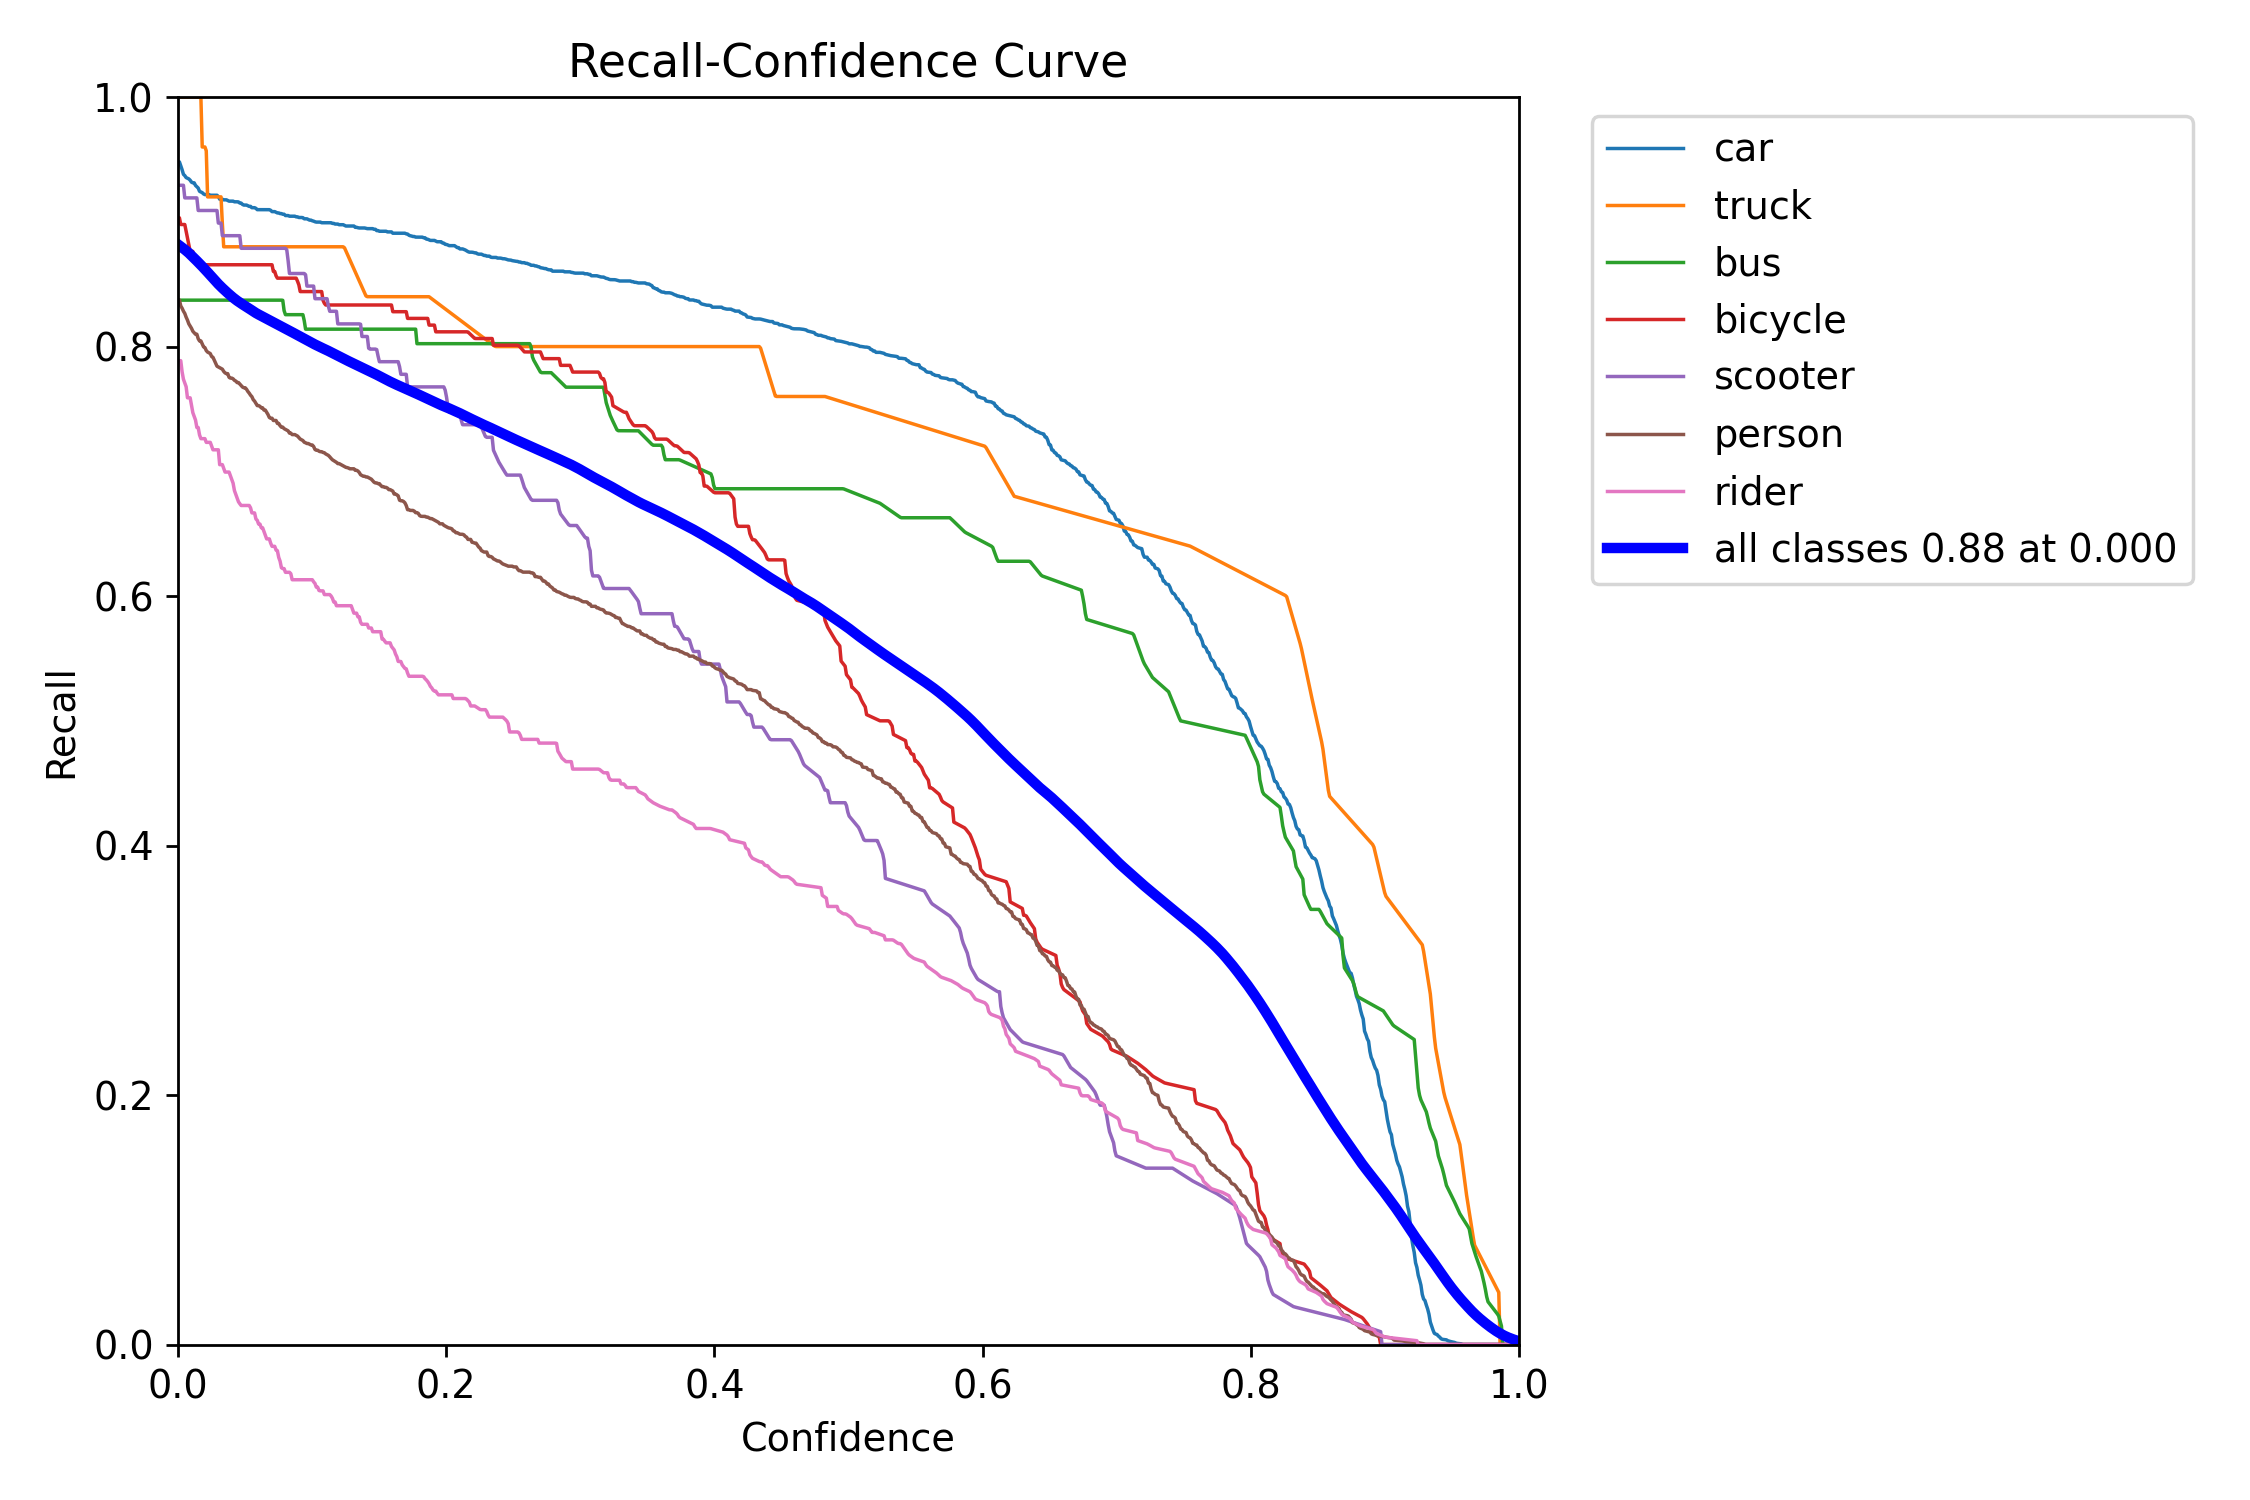 Recall-Confidence Curve
1.0
0.8
0.6
0.4
0.2
0.0
Recall
0.0 0.2 0.4 0.6 0.8 1.0
Confidence
car
truck
bus
bicycle
scooter
person
rider
all classes 0.88 at 0.000